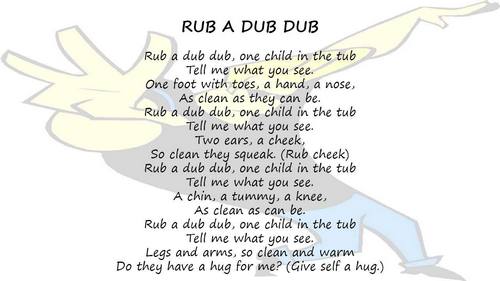 RUB A DUB DUB
Rub a dub dub, one child in the tub
Tell me what you see.
One foot with toes, a hand, a nose,
As clean as they can be.
Rub a dub dub, one child in the tub
Tell me what you see.
Two ears, a cheek,
So clean they squeak. (Rub cheek)
Rub a dub dub, one child in the tub
Tell me what you see.
A chin, a tummy, a knee,
As clean as can be.
Rub a dub dub, one child in the tub
Tell me what you see.
Legs and arms, so clean and warm
Do they have a hug for me? (Give self a hug.)